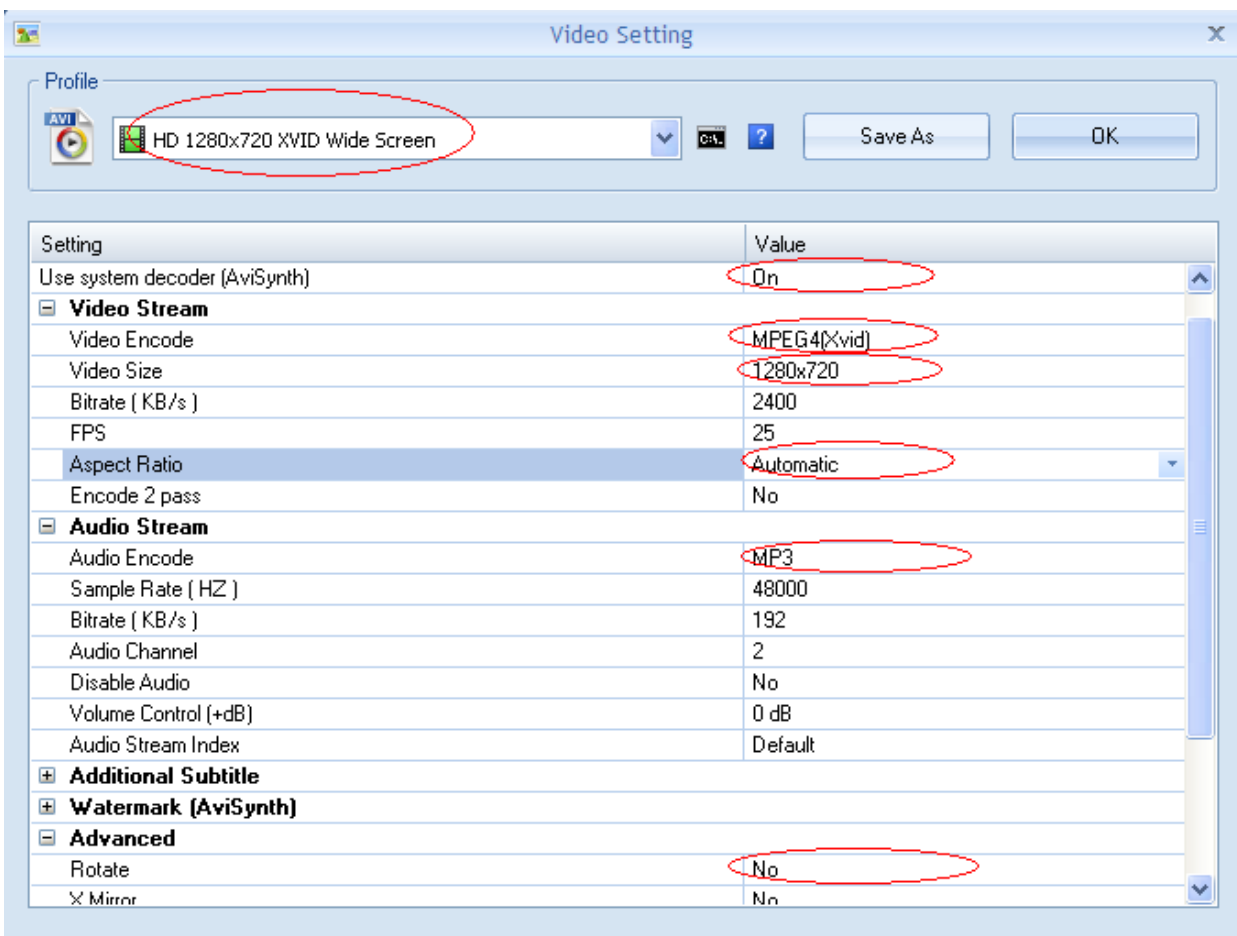 Video Setting
Profile
AVI
HD 1280x720 XVID Wide Screen
C:\.
?
Save As
OK
Setting Value
Use system decoder (AviSynth) On
Video Stream
Video Encode MPEG4(Xvid)
Video Size 1280x720
Bitrate ( KB/s ) 2400
FPS 25
Aspect Ratio Automatic
Encode 2 pass No
Audio Stream
Audio Encode MP3
Sample Rate ( HZ ) 48000
Bitrate ( KB/s ) 192
Audio Channel 2
Disable Audio No
Volume Control (+dB) 0 dB
Audio Stream Index Default
Additional Subtitle
Watermark (AviSynth)
Advanced
Rotate No
X Mirror No